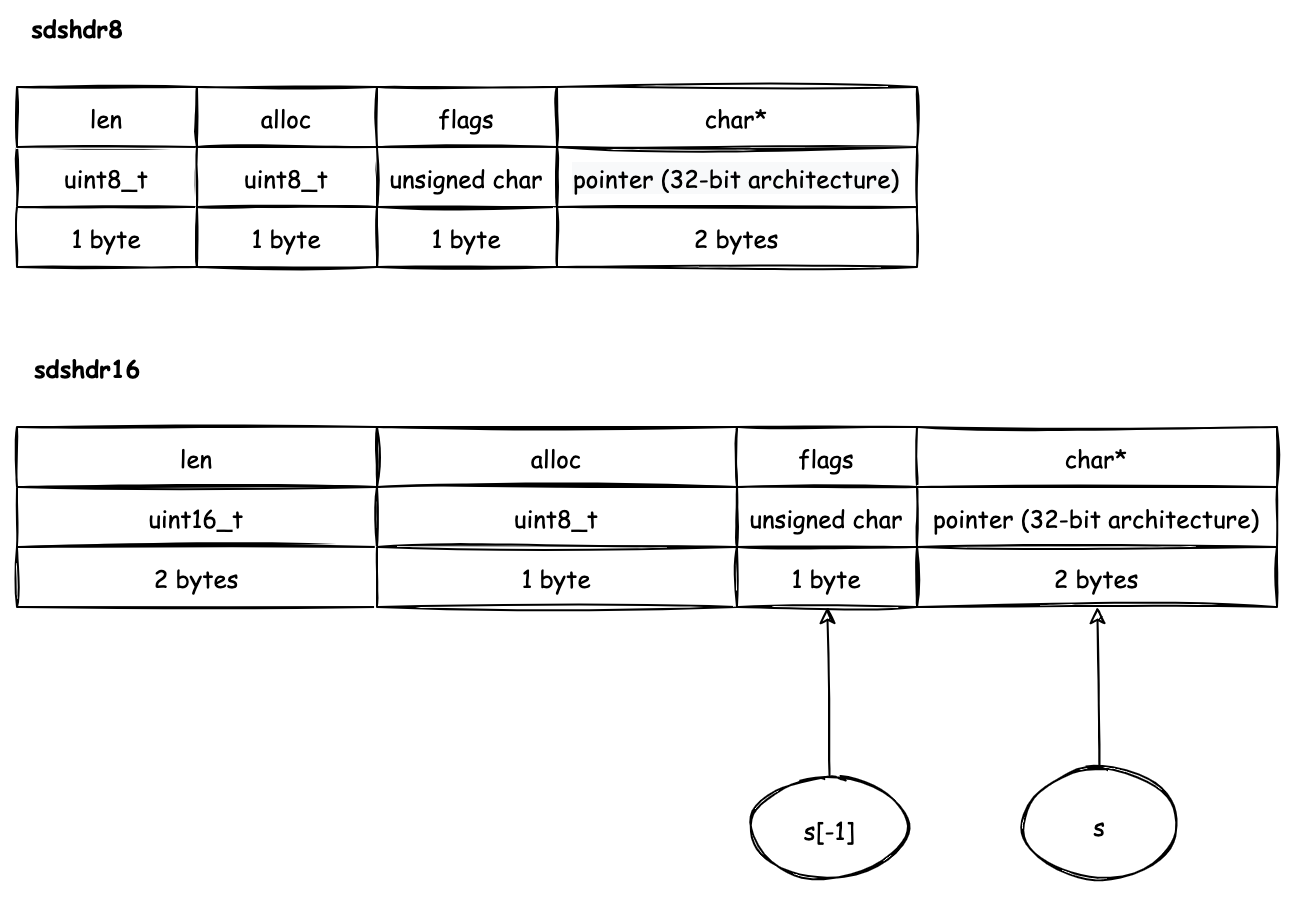 sdshdr8
len alloc flags char*
uint8_t uint8_t unsigned char pointer (32-bit architecture)
1 byte 1 byte 1 byte 2 bytes
sdshdr16
len alloc flags char*
uint16_t uint8_t unsigned char pointer (32-bit architecture)
2 bytes 1 byte 1 byte 2 bytes
s[-1] s